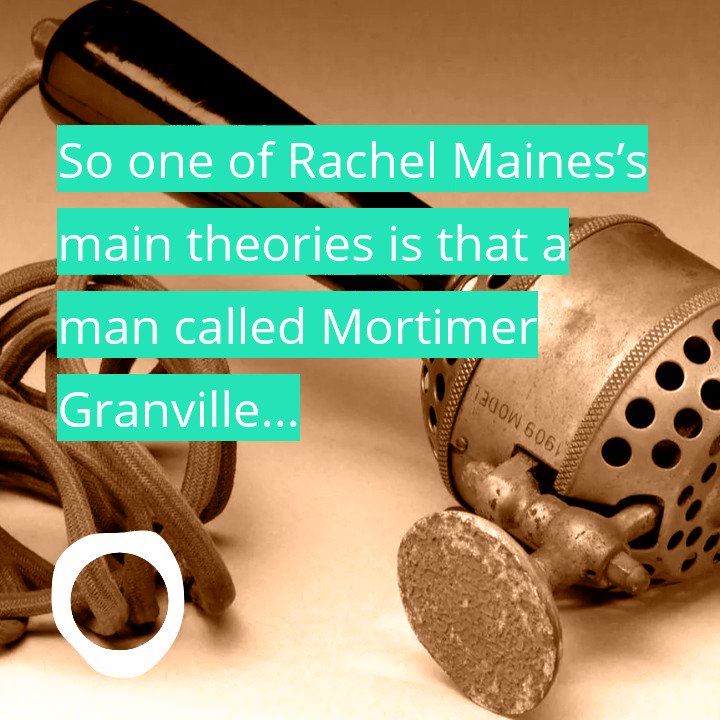 So one of Rachel Maines’s
main theories is that a
man called Mortimer
Granville...
1909 MODEL